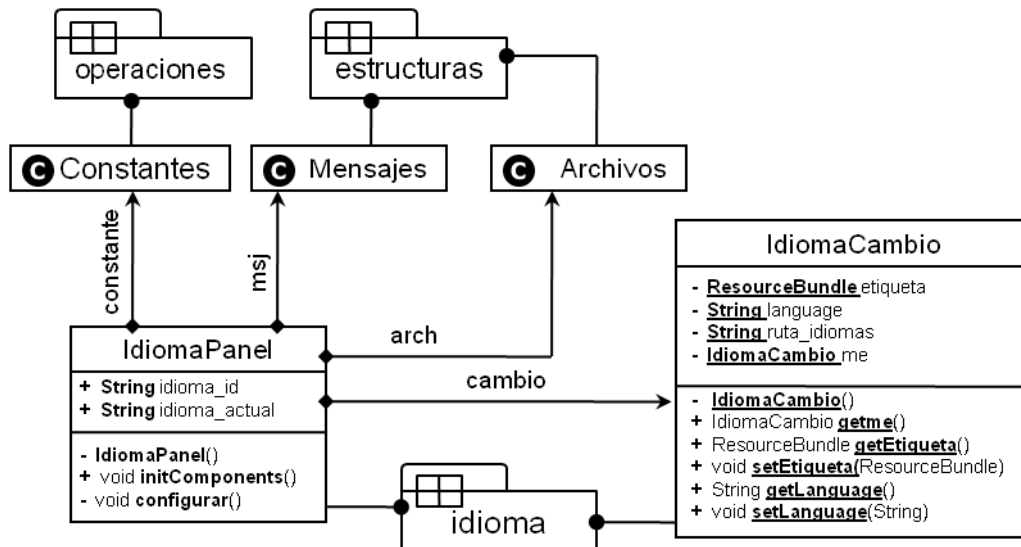 operaciones
estructuras
C Constantes
C Mensajes
C Archivos
constante
msj
arch
cambio
IdiomaPanel
+ String idioma_id
+ String idioma_actual
- IdiomaPanel()
+ void initComponents()
- void configurar()
idioma
IdiomaCambio
- ResourceBundle etiqueta
- String language
- String ruta_idiomas
- IdiomaCambio me
- IdiomaCambio()
+ IdiomaCambio getme()
+ ResourceBundle getEtiqueta()
+ void setEtiqueta(ResourceBundle)
+ String getLanguage()
+ void setLanguage(String)